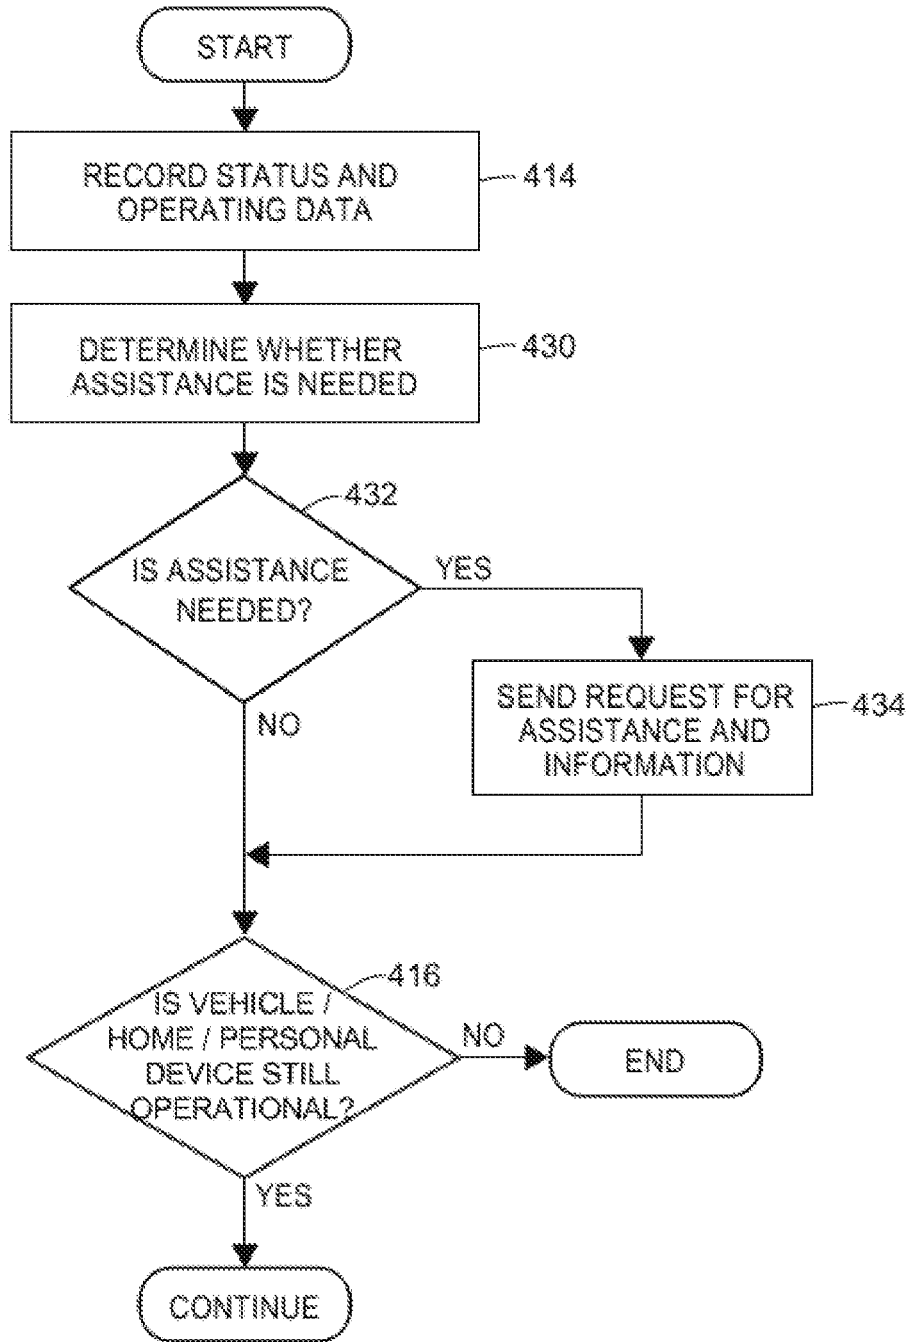 START
RECORD STATUS AND
OPERATING DATA
414
DETERMINE WHETHER
ASSISTANCE IS NEEDED
430
432
IS ASSISTANCE
NEEDED?
YES
NO
SEND REQUEST FOR
ASSISTANCE AND
INFORMATION
434
416
IS VEHICLE /
HOME / PERSONAL
DEVICE STILL
OPERATIONAL?
NO
END
YES
CONTINUE